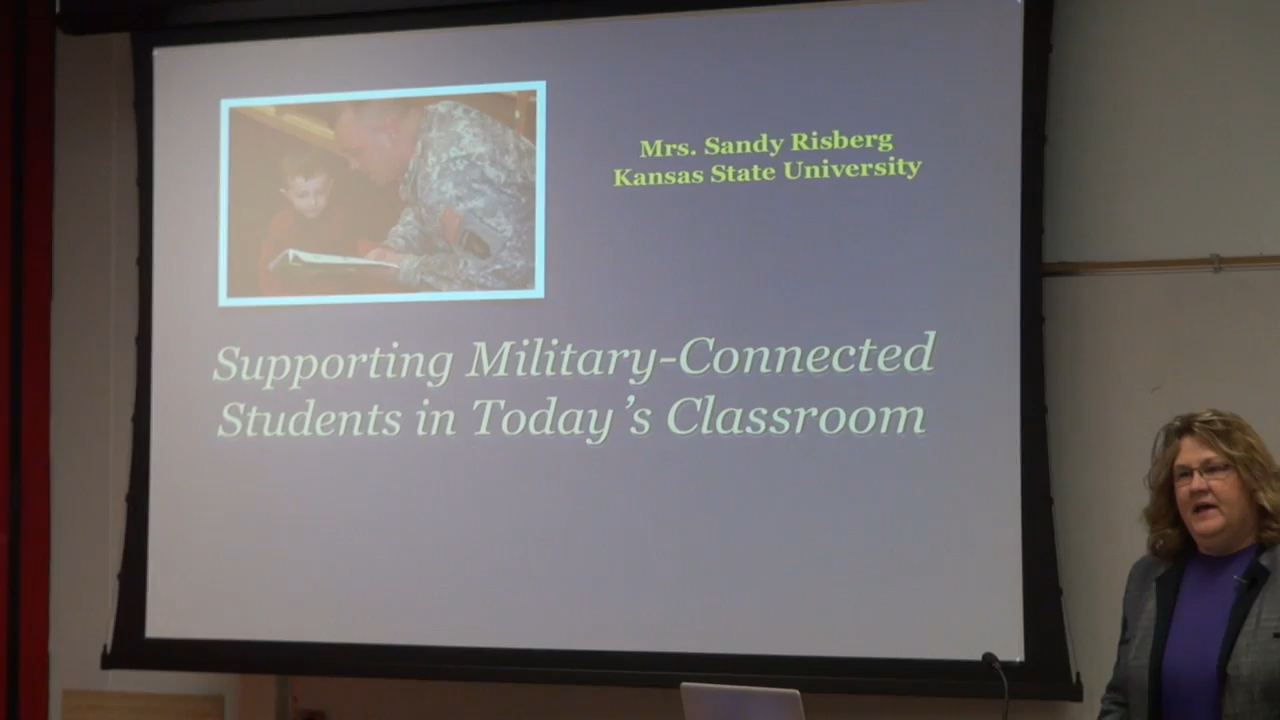 Mrs. Sandy Risberg
Kansas State University
Supporting Military-Connected
Students in Today's Classroom